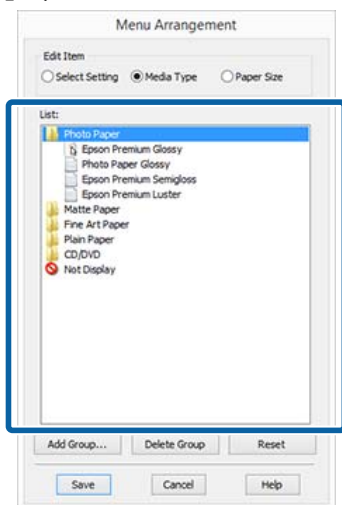 Menu Arrangement
Edit Item
Select Setting Media Type Paper Size
List:
Photo Paper
Epson Premium Glossy
Photo Paper Glossy
Epson Premium Semigloss
Epson Premium Luster
Matte Paper
Fine Art Paper
Plain Paper
CD/DVD
Not Display
Add Group... Delete Group Reset
Save Cancel Help